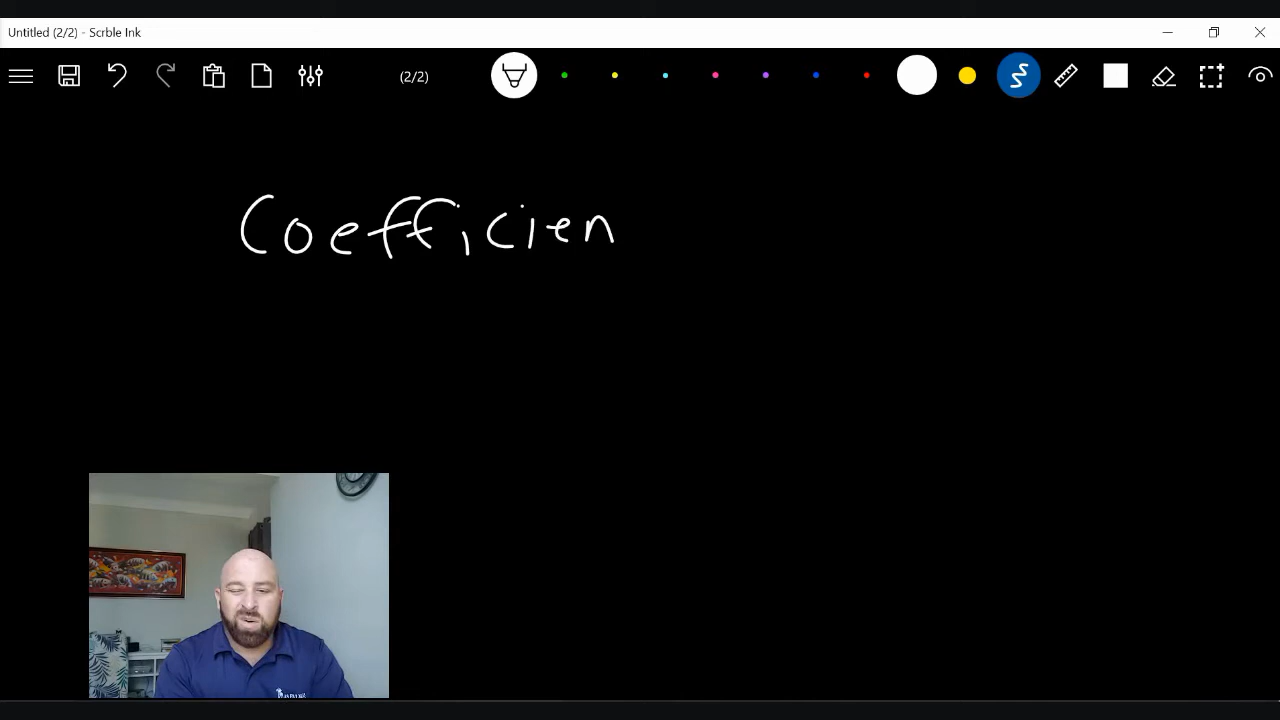 Untitled (2/2) - Scrble Ink
(2/2)
Coefficien